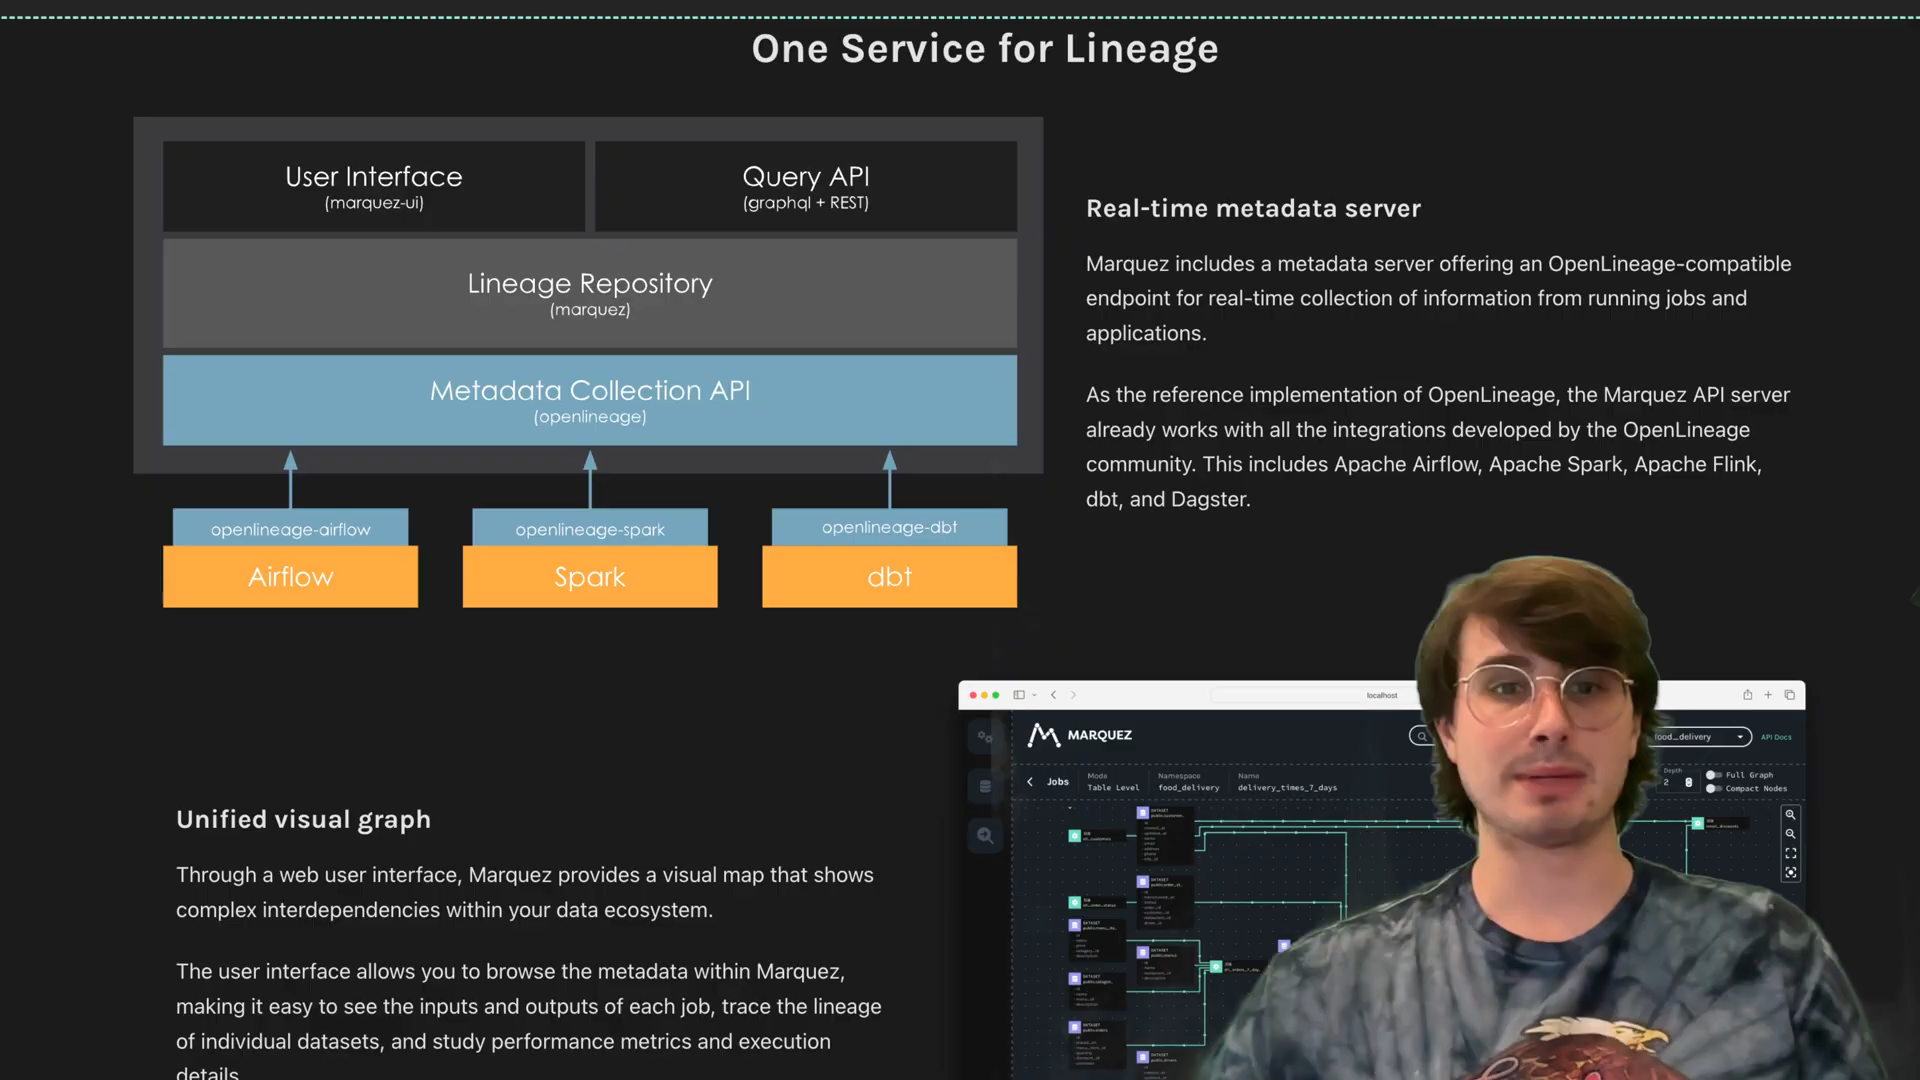 One Service for Lineage
User Interface
(marquez-ui)
Query API
(graphql + REST)
Lineage Repository
(marquez)
Metadata Collection API
(openlineage)
openlineage-airflow
openlineage-spark
openlineage-dbt
Airflow
Spark
dbt
Real-time metadata server
Marquez includes a metadata server offering an OpenLineage-compatible
endpoint for real-time collection of information from running jobs and
applications.
As the reference implementation of OpenLineage, the Marquez API server
already works with all the integrations developed by the OpenLineage
community. This includes Apache Airflow, Apache Spark, Apache Flink,
dbt, and Dagster.
Unified visual graph
Through a web user interface, Marquez provides a visual map that shows
complex interdependencies within your data ecosystem.
The user interface allows you to browse the metadata within Marquez,
making it easy to see the inputs and outputs of each job, trace the lineage
of individual datasets, and study performance metrics and execution
details.
localhost
MARQUEZ
food_delivery
API Docs
Jobs
Mode
Table Level
Namespace
food_delivery
Name
delivery_times_7_days
Depth
2
Full Graph
Compact Nodes